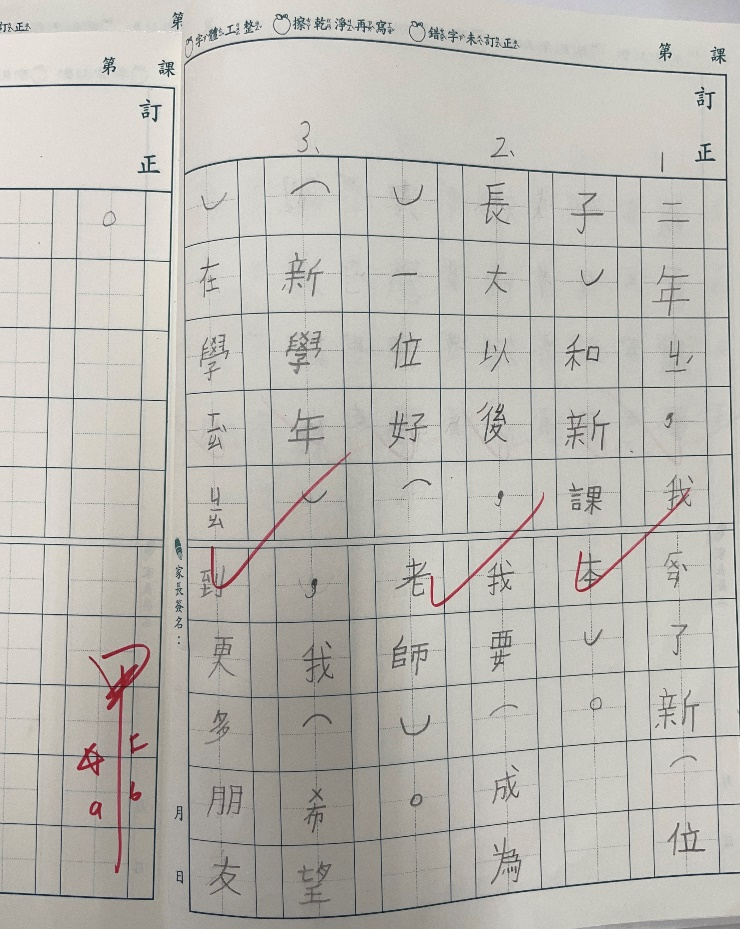 字體工整 擦乾淨再寫 錯字未訂正
第 課
訂正
1
二年，我了新︵位
子︶和新課本︶。
2、
長大以後，我要︵成為
︶一位好︵老師︶。
3、
︵新學年︶，我︵希望
︶在學到更多朋友
家長簽名：
月 日
第
第 課
訂正
訂正
。